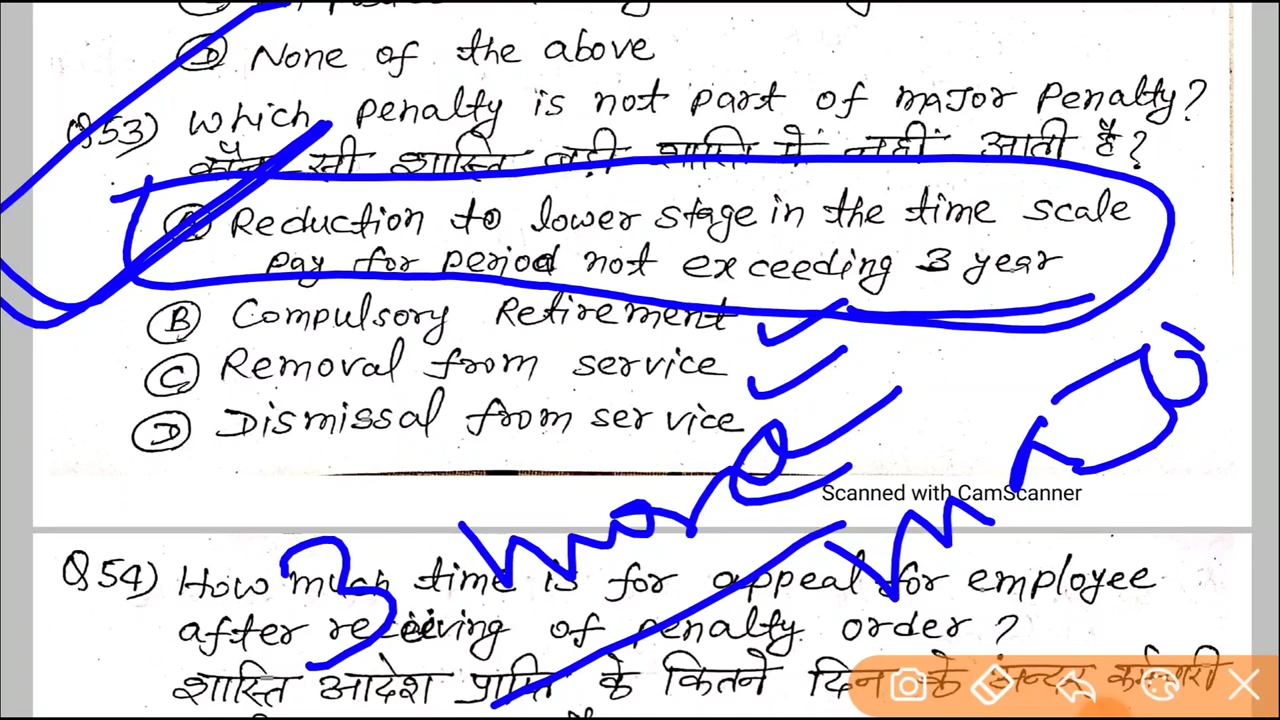 D None of the above
Q53) Which penalty is not part of major Penalty?
कौन सी शास्ति बड़ी शास्ति में नहीं आती है?
A Reduction to lower stage in the time scale
pay for period not exceeding 3 year
B Compulsory Retirement
C Removal from service
D Dismissal from service
more
Scanned with CamScanner
3
Q54) How much time is for appeal for employee
after receiving of penalty order ?
शास्ति आदेश प्राप्ति के कितने दिन के अन्दर कर्मचारी